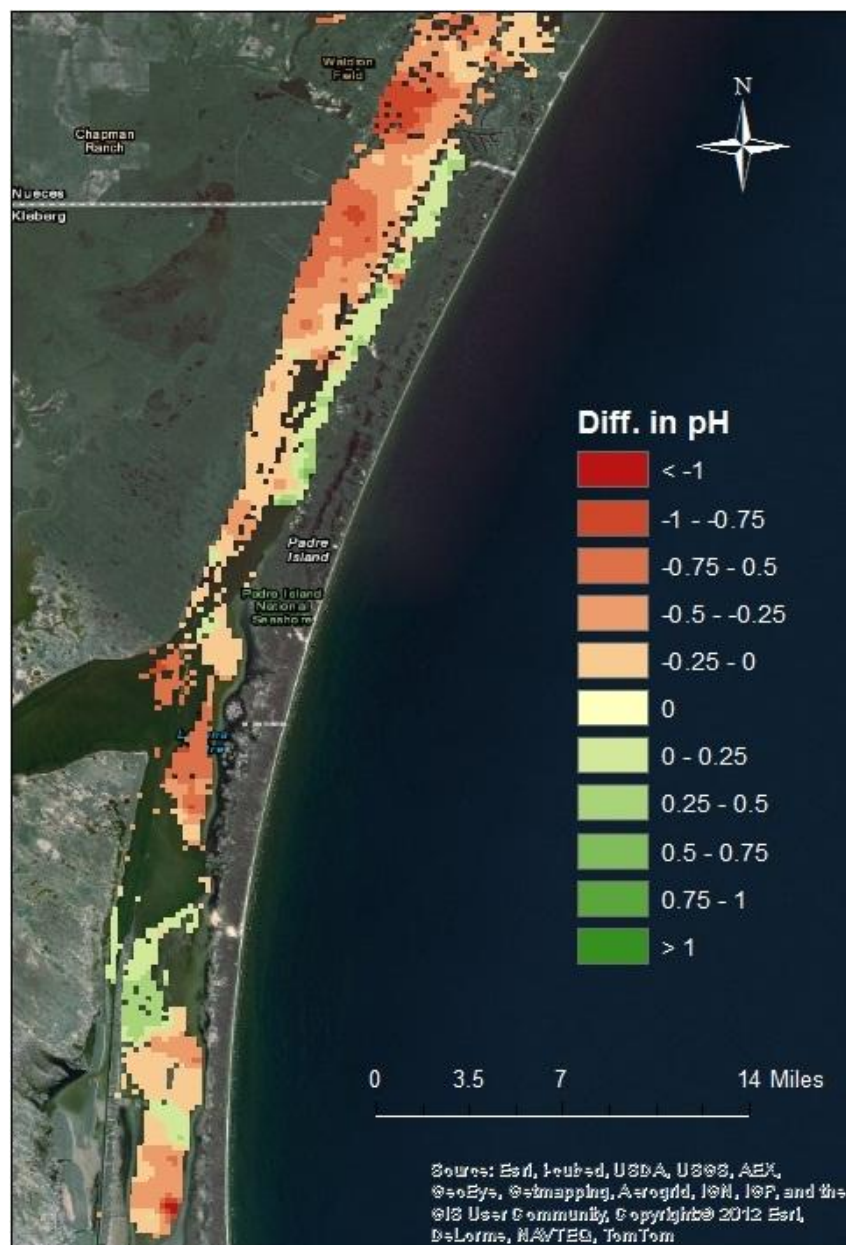 Waldron
Field
N
Chapman
Ranch
Nueces
Kleberg
Diff. in pH
< -1
-1 - -0.75
-0.75 - 0.5
-0.5 - -0.25
-0.25 - 0
0
0 - 0.25
0.25 - 0.5
0.5 - 0.75
0.75 - 1
> 1
Padre
Island
Padre Island
National
Seashore
0 3.5 7 14 Miles
Source: Esri, i-cubed, USDA, USGS, AEX,
GeoEye, Getmapping, Aerogrid, IGN, IGP, and the
GIS User Community, Copyright:© 2012 Esri,
DeLorme, NAVTEQ, TomTom